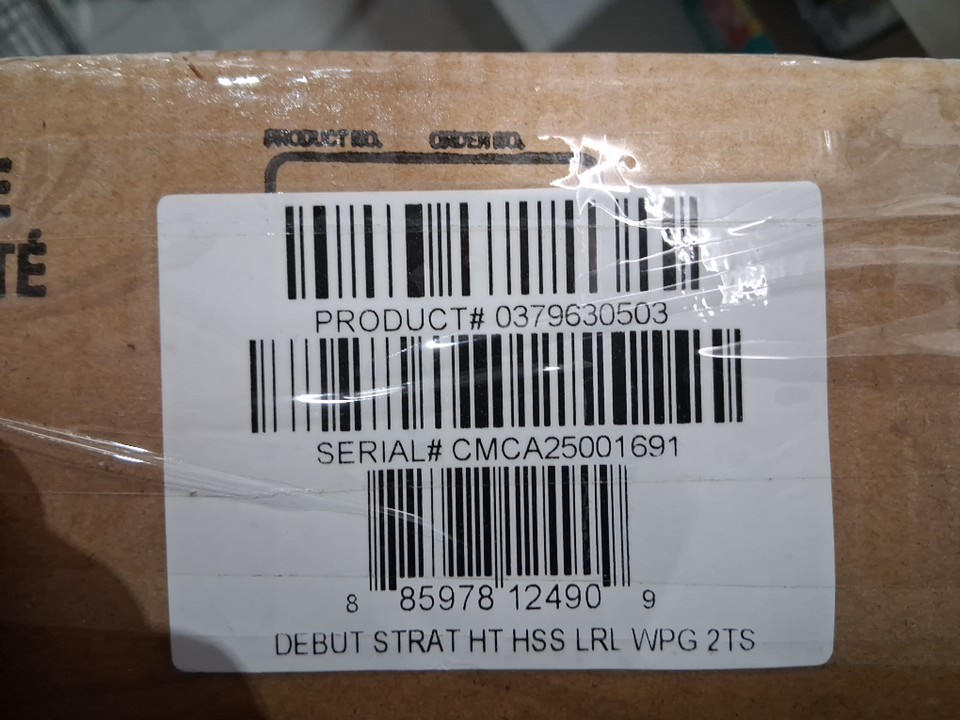 PRODUCT NO. ORDER NO.
E
TÉ
PRODUCT# 0379630503
SERIAL# CMCA25001691
8 85978 12490 9
DEBUT STRAT HT HSS LRL WPG 2TS